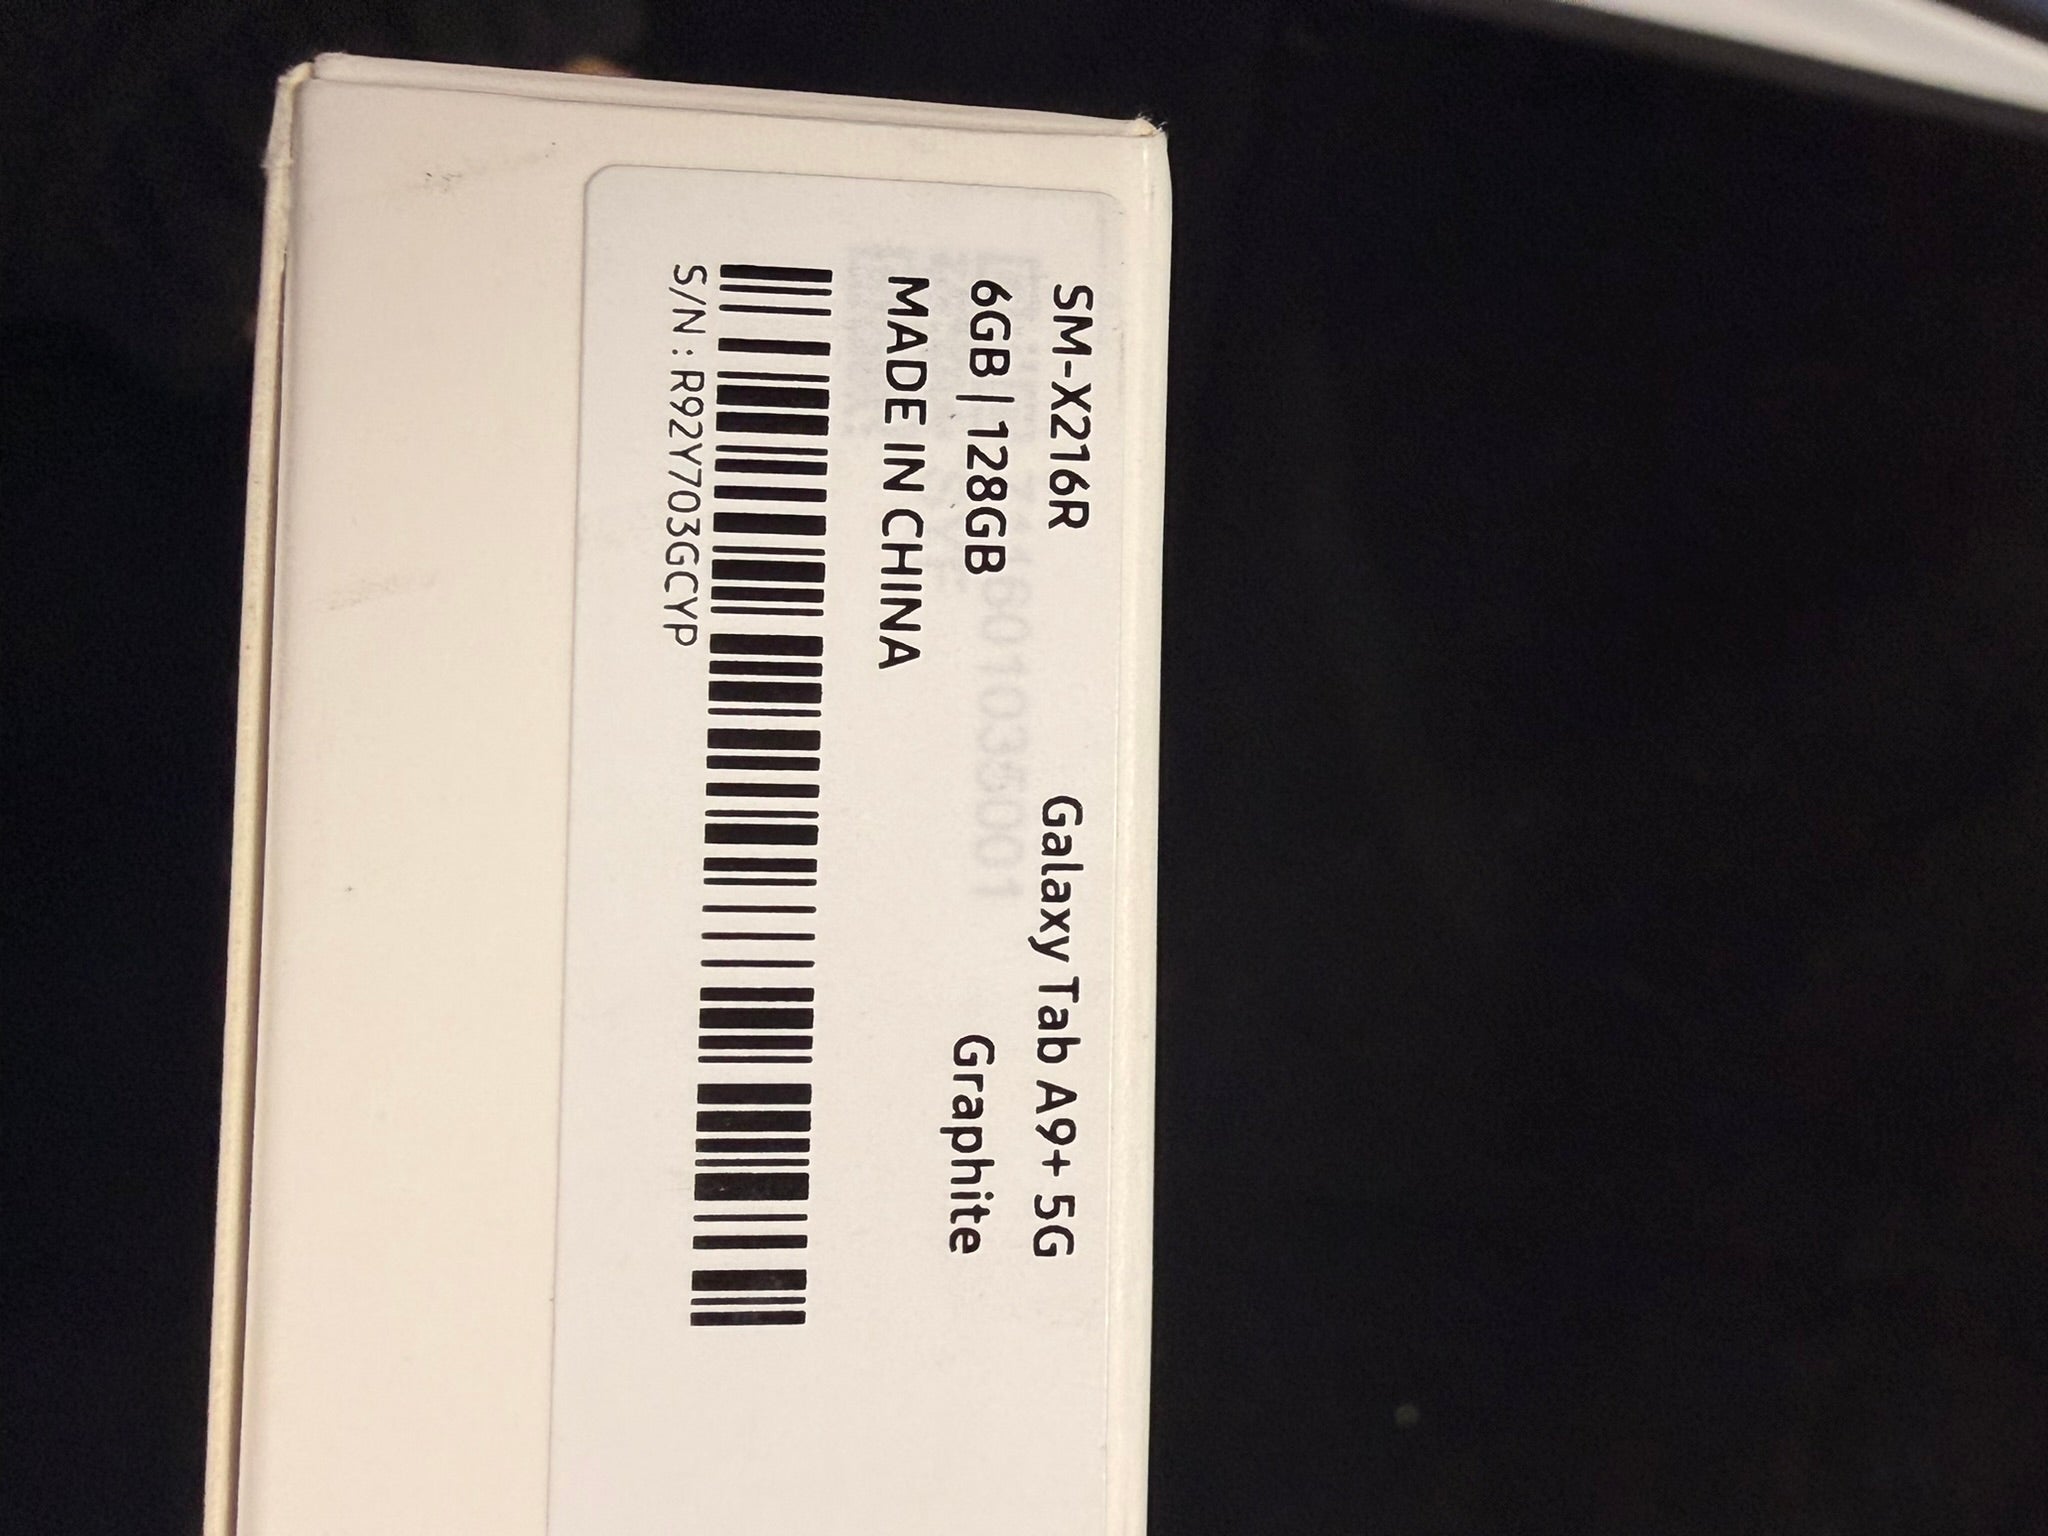 SM-X216R Galaxy Tab A9+ 5G
6GB | 128GB Graphite
MADE IN CHINA
S/N : R92Y703GCYP